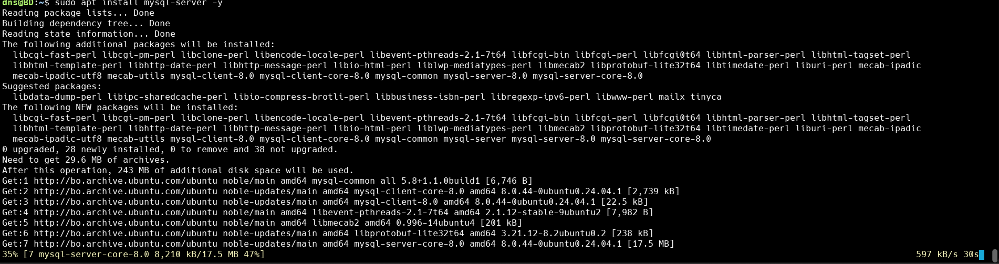 dns@BD:~$ sudo apt install mysql-server -y
Reading package lists... Done
Building dependency tree... Done
Reading state information... Done
The following additional packages will be installed:
  libcgi-fast-perl libcgi-pm-perl libclone-perl libencode-locale-perl libevent-pthreads-2.1-7t64 libfcgi-bin libfcgi-perl libfcgi0t64 libhtml-parser-perl libhtml-tagset-perl
  libhtml-template-perl libhttp-date-perl libhttp-message-perl libio-html-perl liblwp-mediatypes-perl libmecab2 libprotobuf-lite32t64 libtimedate-perl liburi-perl mecab-ipadic
  mecab-ipadic-utf8 mecab-utils mysql-client-8.0 mysql-client-core-8.0 mysql-common mysql-server-8.0 mysql-server-core-8.0
Suggested packages:
  libdata-dump-perl libipc-sharedcache-perl libio-compress-brotli-perl libbusiness-isbn-perl libregexp-ipv6-perl libwww-perl mailx tinyca
The following NEW packages will be installed:
  libcgi-fast-perl libcgi-pm-perl libclone-perl libencode-locale-perl libevent-pthreads-2.1-7t64 libfcgi-bin libfcgi-perl libfcgi0t64 libhtml-parser-perl libhtml-tagset-perl
  libhtml-template-perl libhttp-date-perl libhttp-message-perl libio-html-perl liblwp-mediatypes-perl libmecab2 libprotobuf-lite32t64 libtimedate-perl liburi-perl mecab-ipadic
  mecab-ipadic-utf8 mecab-utils mysql-client-8.0 mysql-client-core-8.0 mysql-common mysql-server mysql-server-8.0 mysql-server-core-8.0
0 upgraded, 28 newly installed, 0 to remove and 38 not upgraded.
Need to get 29.6 MB of archives.
After this operation, 243 MB of additional disk space will be used.
Get:1 http://bo.archive.ubuntu.com/ubuntu noble/main amd64 mysql-common all 5.8+1.1.0build1 [6,746 B]
Get:2 http://bo.archive.ubuntu.com/ubuntu noble-updates/main amd64 mysql-client-core-8.0 amd64 8.0.44-0ubuntu0.24.04.1 [2,739 kB]
Get:3 http://bo.archive.ubuntu.com/ubuntu noble-updates/main amd64 mysql-client-8.0 amd64 8.0.44-0ubuntu0.24.04.1 [22.5 kB]
Get:4 http://bo.archive.ubuntu.com/ubuntu noble/main amd64 libevent-pthreads-2.1-7t64 amd64 2.1.12-stable-9ubuntu2 [7,982 B]
Get:5 http://bo.archive.ubuntu.com/ubuntu noble/main amd64 libmecab2 amd64 0.996-14ubuntu4 [201 kB]
Get:6 http://bo.archive.ubuntu.com/ubuntu noble-updates/main amd64 libprotobuf-lite32t64 amd64 3.21.12-8.2ubuntu0.2 [238 kB]
Get:7 http://bo.archive.ubuntu.com/ubuntu noble-updates/main amd64 mysql-server-core-8.0 amd64 8.0.44-0ubuntu0.24.04.1 [17.5 MB]
35% [7 mysql-server-core-8.0 8,210 kB/17.5 MB 47%] 597 kB/s 30s